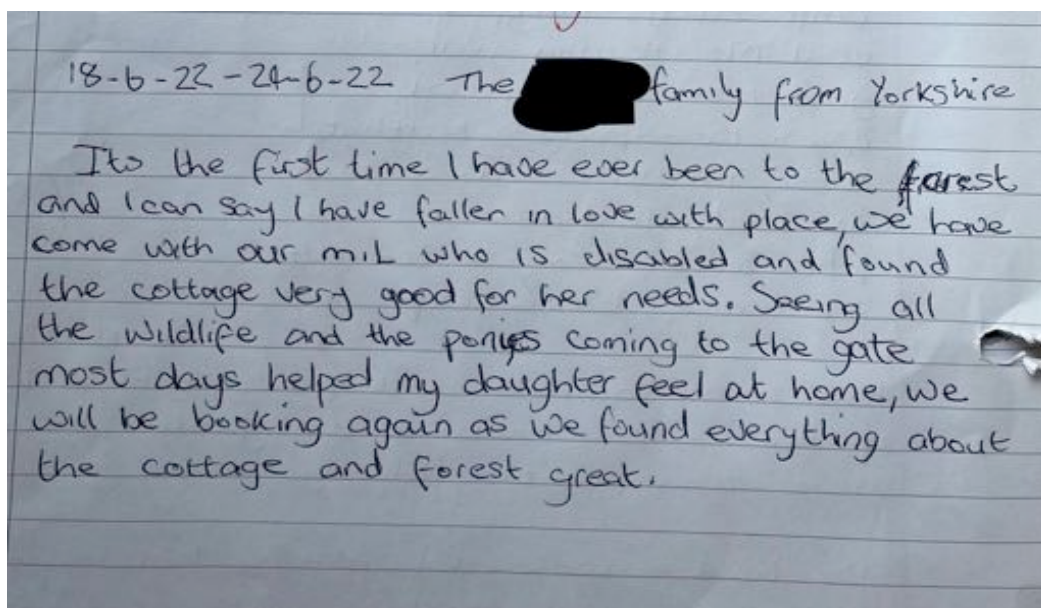 18-6-22-24-6-22 The family from Yorkshire
Its the first time I have ever been to the forest
and I can say I have fallen in love with place, we have
come with our m.i.L who is disabled and found
the cottage very good for her needs. Seeing all
the wildlife and the ponies coming to the gate
most days helped my daughter feel at home, we
will be booking again as we found everything about
the cottage and forest great.